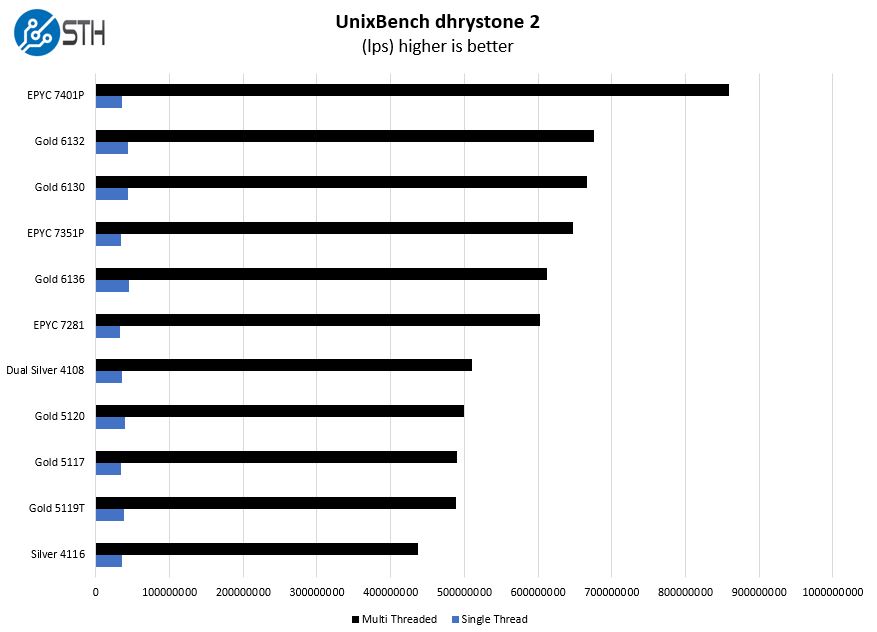 STH
UnixBench dhrystone 2
(lps) higher is better
EPYC 7401P
Gold 6132
Gold 6130
EPYC 7351P
Gold 6136
EPYC 7281
Dual Silver 4108
Gold 5120
Gold 5117
Gold 5119T
Silver 4116
0 100000000 200000000 300000000 400000000 500000000 600000000 700000000 800000000 900000000 1000000000
Multi Threaded Single Thread